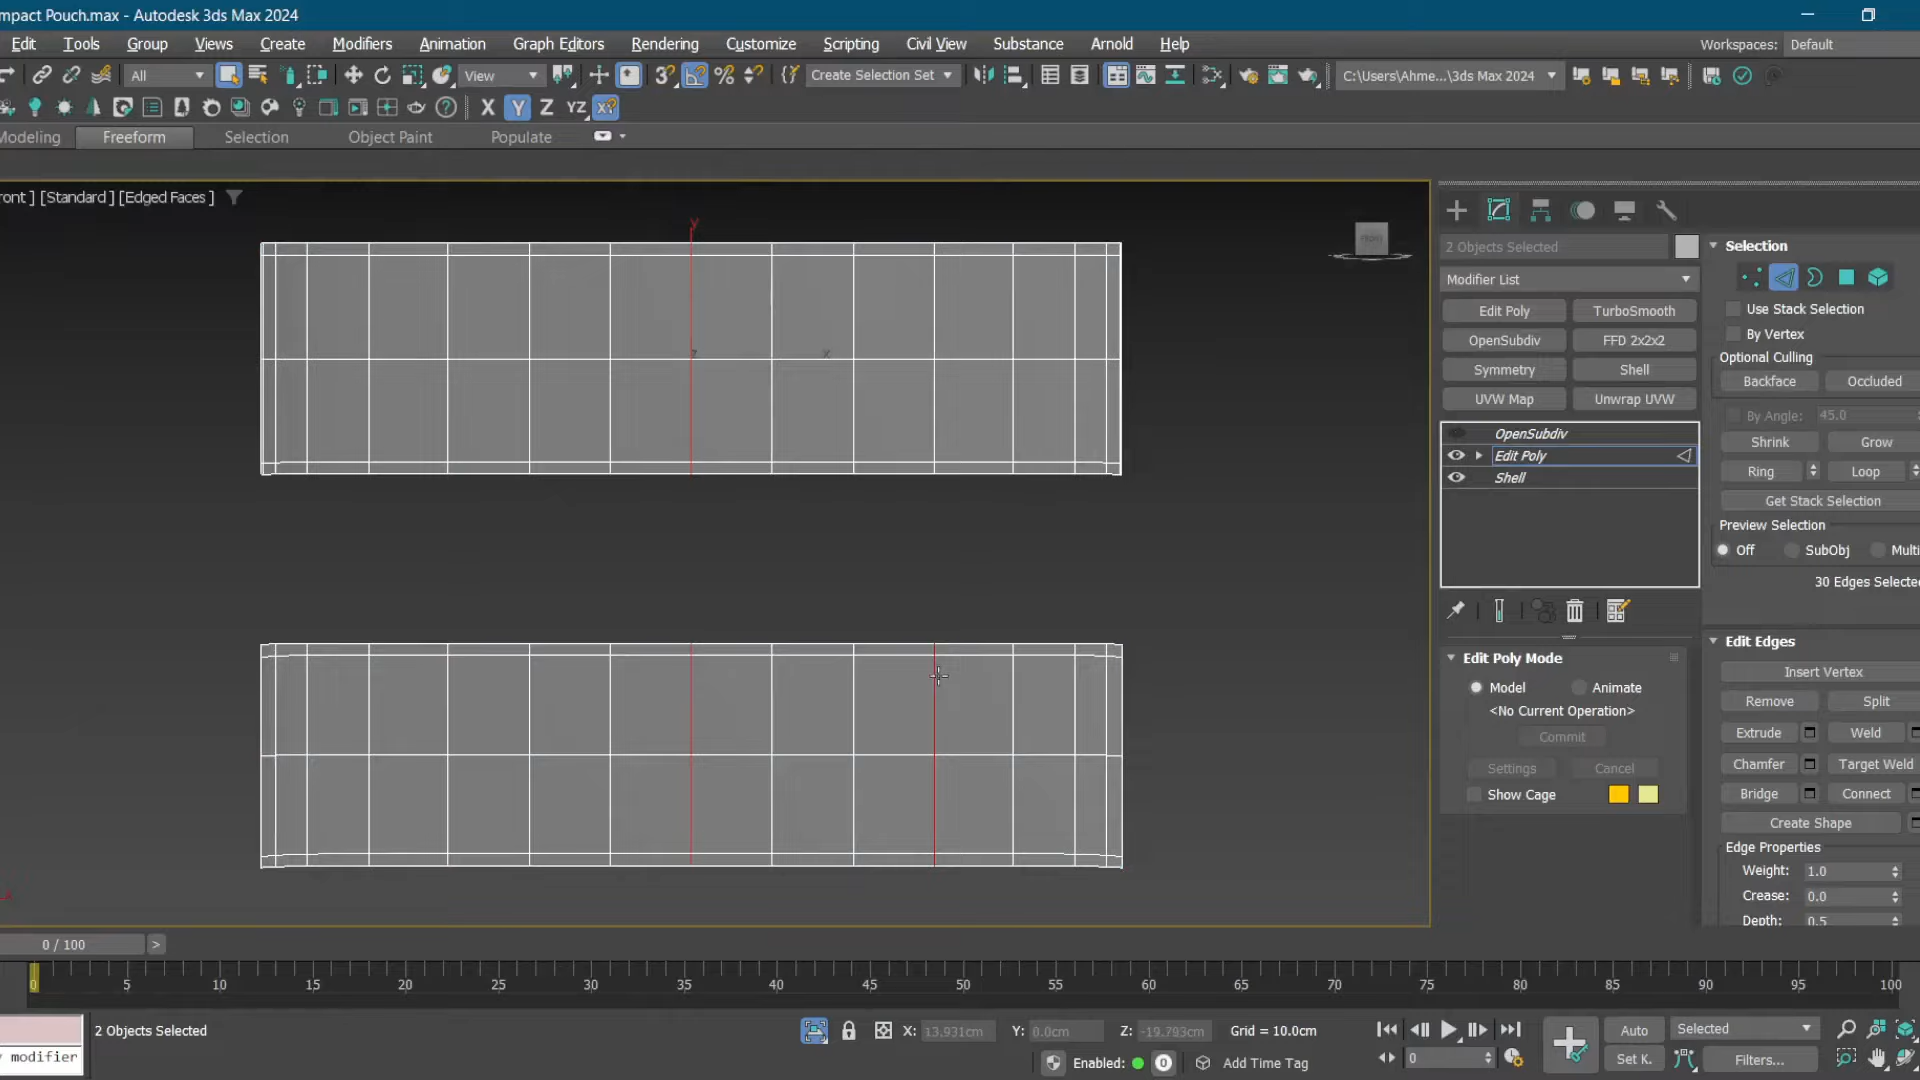 mpact Pouch.max - Autodesk 3ds Max 2024
Edit Tools Group Views Create Modifiers Animation Graph Editors Rendering Customize Scripting Civil View Substance Arnold Help
Workspaces: Default
All View Create Selection Set C:\Users\Ahme...\3ds Max 2024
X Y Z YZ
Modeling Freeform Selection Object Paint Populate
ront ] [Standard ] [Edged Faces ]
y
z x
FRONT
2 Objects Selected
Modifier List
Edit Poly TurboSmooth
OpenSubdiv FFD 2x2x2
Symmetry Shell
UVW Map Unwrap UVW
OpenSubdiv
Edit Poly
Shell
Edit Poly Mode
Model Animate
<No Current Operation>
Commit
Settings Cancel
Show Cage
Selection
Use Stack Selection
By Vertex
Optional Culling
Backface Occluded
By Angle: 45.0
Shrink Grow
Ring Loop
Get Stack Selection
Preview Selection
Off SubObj Multi
30 Edges Selected
Edit Edges
Insert Vertex
Remove Split
Extrude Weld
Chamfer Target Weld
Bridge Connect
Create Shape
Edge Properties
Weight: 1.0
Crease: 0.0
Depth: 0.5
0 / 100 >
0 5 10 15 20 25 30 35 40 45 50 55 60 65 70 75 80 85 90 95 100
modifier
2 Objects Selected
X: 13.931cm Y: 0.0cm Z: -19.793cm Grid = 10.0cm
Enabled: 0 Add Time Tag
0
Auto Selected
Set K. Filters...